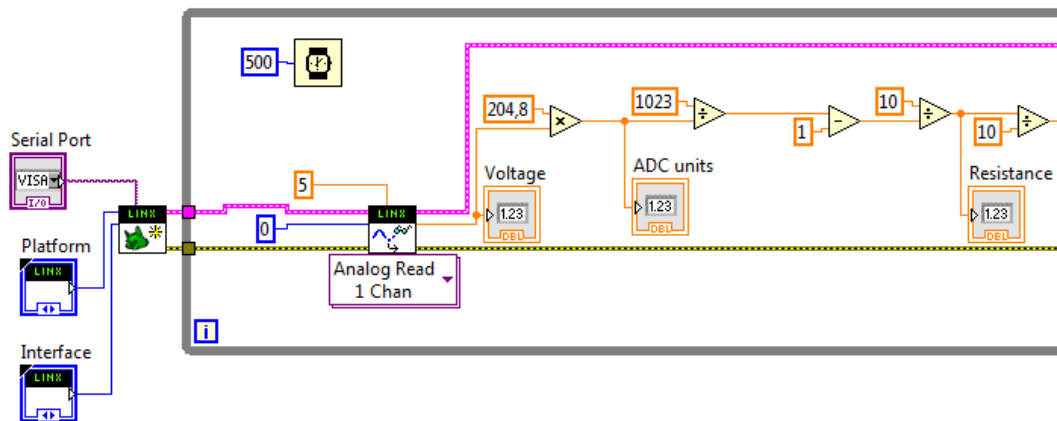 500
204,8
1023
10
1
10
Serial Port
VISA
I/O
5
Voltage
1.23
DBL
ADC units
1.23
DBL
Resistance
1.23
DBL
LINX
LINX
0
Platform
LINX
Analog Read
1 Chan
i
Interface
LINX